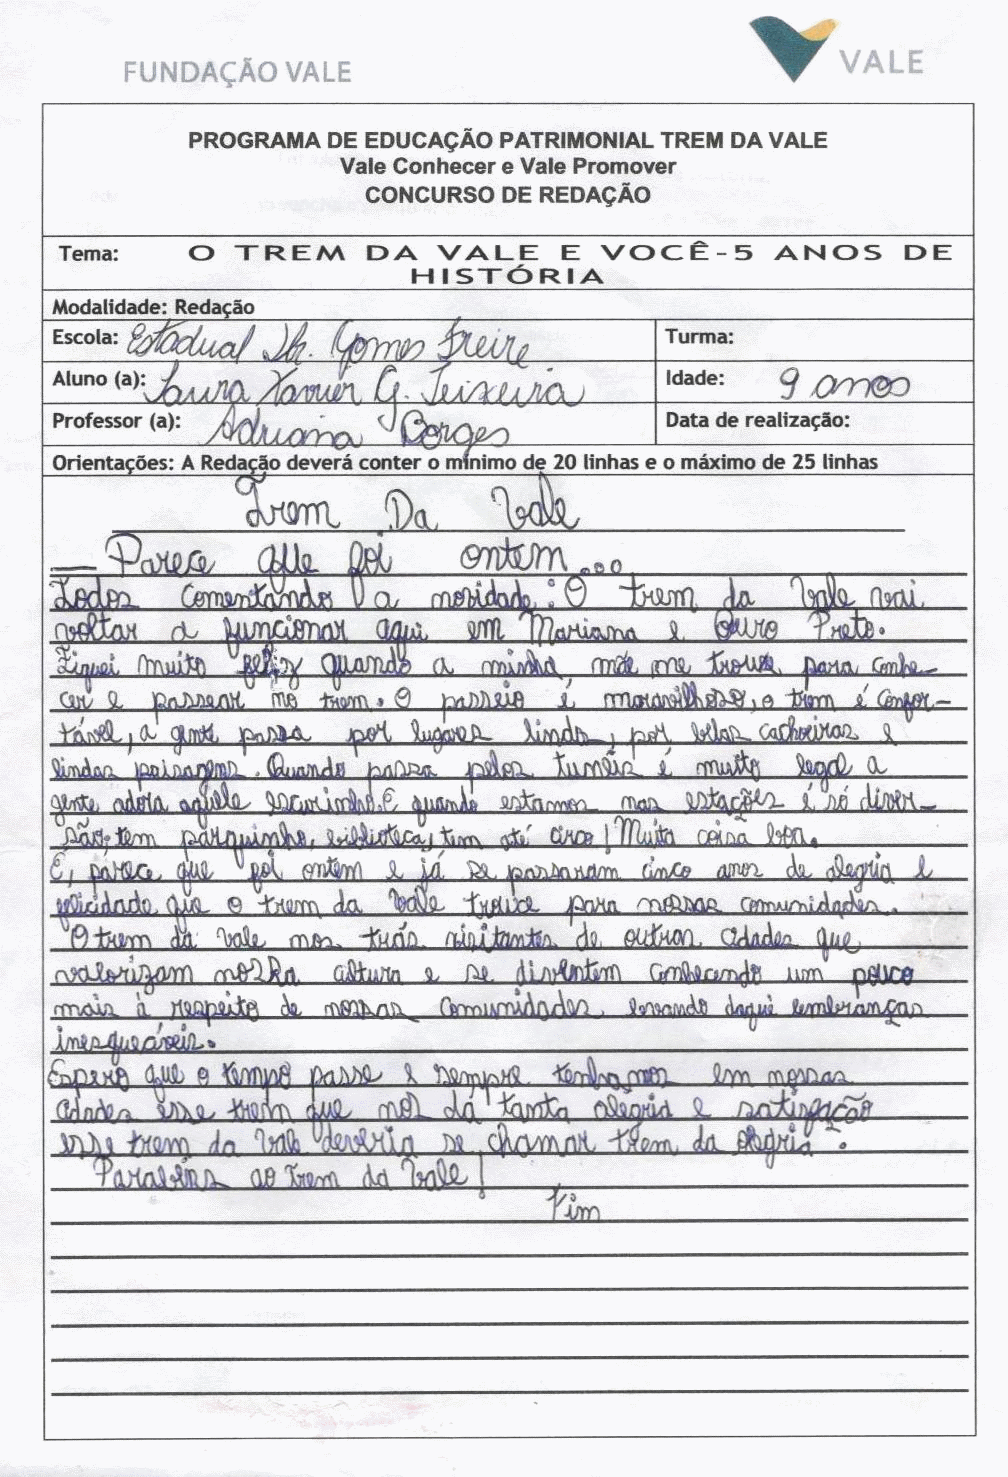 FUNDAÇÃO VALE
VALE
PROGRAMA DE EDUCAÇÃO PATRIMONIAL TREM DA VALE
Vale Conhecer e Vale Promover
CONCURSO DE REDAÇÃO
Tema: O TREM DA VALE E VOCÊ-5 ANOS DE
HISTÓRIA
Modalidade: Redação
Escola: Estadual Dr. Gomes Freire Turma:
Aluno (a): Laura Xavier G. Teixeira Idade: 9 anos
Professor (a): Adriana Borges Data de realização:
Orientações: A Redação deverá conter o mínimo de 20 linhas e o máximo de 25 linhas
Trem Da Vale
— Parece que foi ontem...
Todos comentando a novidade: O trem da Vale vai
voltar a funcionar aqui em Mariana e Ouro Preto.
Fiquei muito feliz quando a minha mãe me trouxe para conhe-
cer e passear no trem. O passeio é maravilhoso, o trem é confor-
tável, a gente passa por lugares lindo, por belas cachoeiras e
lindas paisagens. Quando passa pelos tuneis é muito legal a
gente adora aquele escurinho. E quando estamos nas estações é só diver-
são, tem parquinho, biblioteca, tem até circo! Muita coisa boa.
E, parece que foi ontem e já se passaram cinco anos de alegria e
felicidade que o trem da Vale trouxe para nossas comunidades.
O trem da vale nos trás visitantes de outras cidades que
valorizam nossa cultura e se divertem conhecendo um pouco
mais à respeito de nossas comunidades levando daqui lembranças
inesquecíveis.
Espero que o tempo passe e sempre tenhamos em nossas
cidades esse trem que nos dá tanta alegria e satisfação
esse trem da Vale deveria se chamar trem da alegria.
Parabéns ao trem da Vale!
Fim